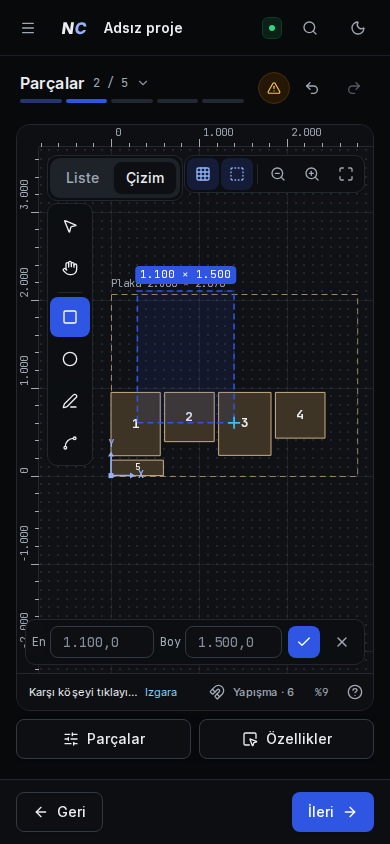 NC Adsız proje
Parçalar 2 / 5
0 1.000 2.000
Liste Çizim
3.000
2.000
1.000
0
-1.000
1.100 × 1.500
1 2 3 4
5
Y
X
En 1.100,0 Boy 1.500,0
Karşı köşeyi tıklayı... Izgara Yapışma · 6 %9
Parçalar Özellikler
Geri İleri